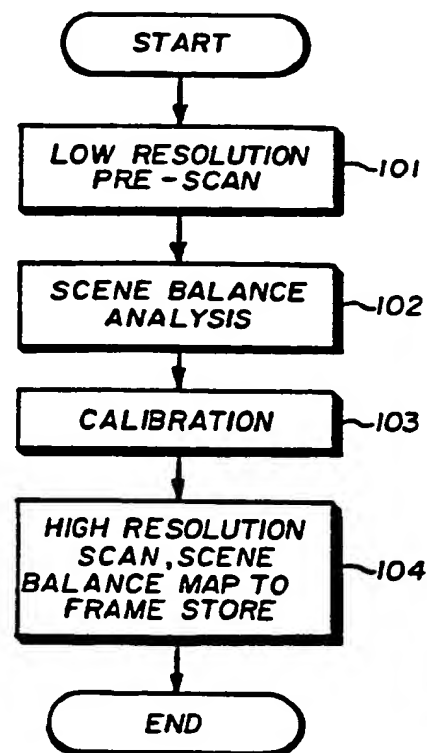 START
LOW RESOLUTION
PRE-SCAN
101
SCENE BALANCE
ANALYSIS
102
CALIBRATION
103
HIGH RESOLUTION
SCAN, SCENE
BALANCE MAP TO
FRAME STORE
104
END